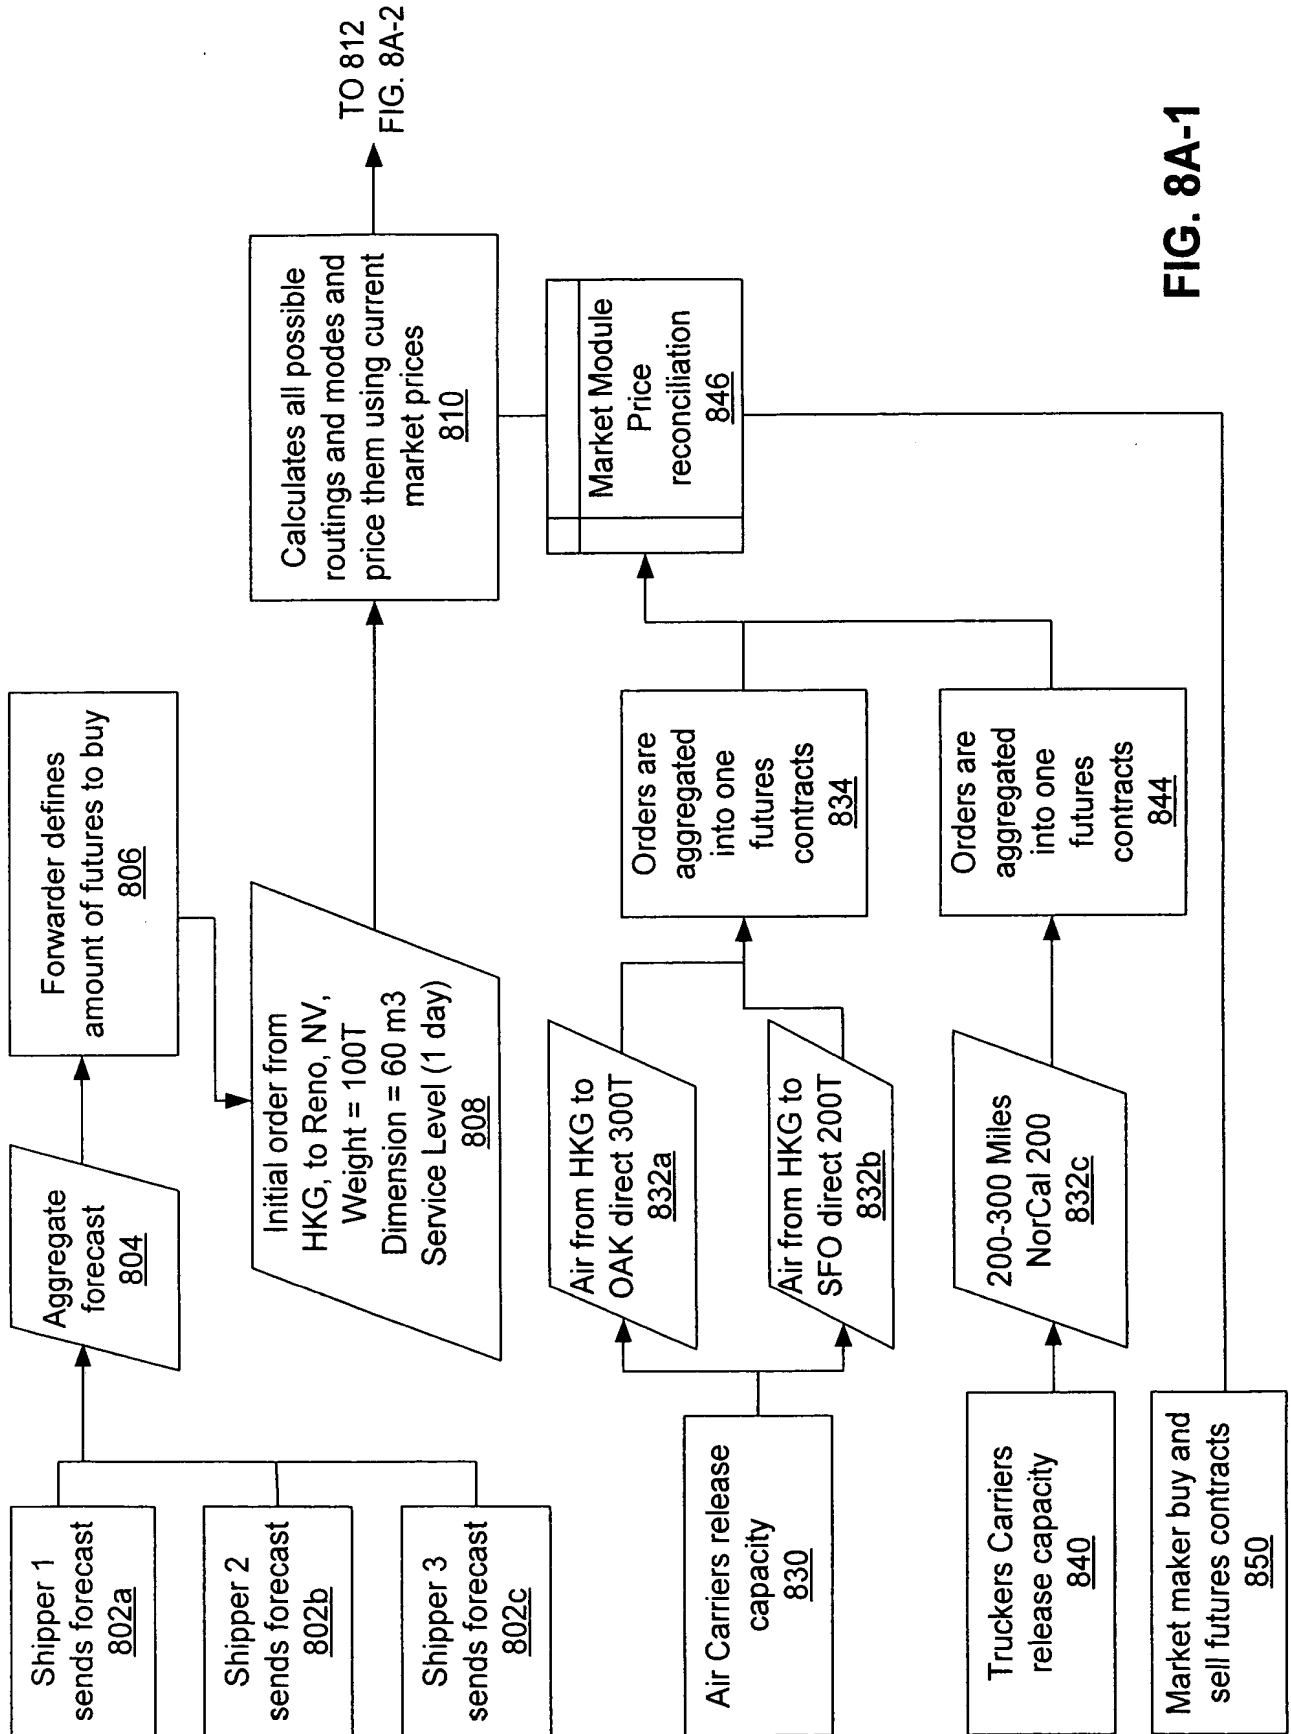 Shipper 1
sends forecast
802a
Shipper 2
sends forecast
802b
Shipper 3
sends forecast
802c
Aggregate
forecast
804
Forwarder defines
amount of futures to buy
806
Initial order from
HKG, to Reno, NV,
Weight = 100T
Dimension = 60 m3
Service Level (1 day)
808
Calculates all possible
routings and modes and
price them using current
market prices
810
TO 812
FIG. 8A-2
Air Carriers release
capacity
830
Air from HKG to
OAK direct 300T
832a
Air from HKG to
SFO direct 200T
832b
Orders are
aggregated
into one
futures
contracts
834
Market Module
Price
reconciliation
846
Truckers Carriers
release capacity
840
200-300 Miles
NorCal 200
832c
Orders are
aggregated
into one
futures
contracts
844
Market maker buy and
sell futures contracts
850
FIG. 8A-1